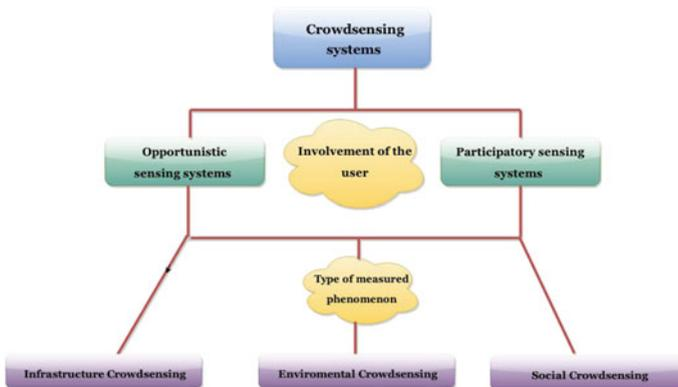 Crowdsensing
systems
Opportunistic
sensing systems
Involvement of the
user
Participatory sensing
systems
Type of measured
phenomenon
Infrastructure Crowdsensing
Enviromental Crowdsensing
Social Crowdsensing